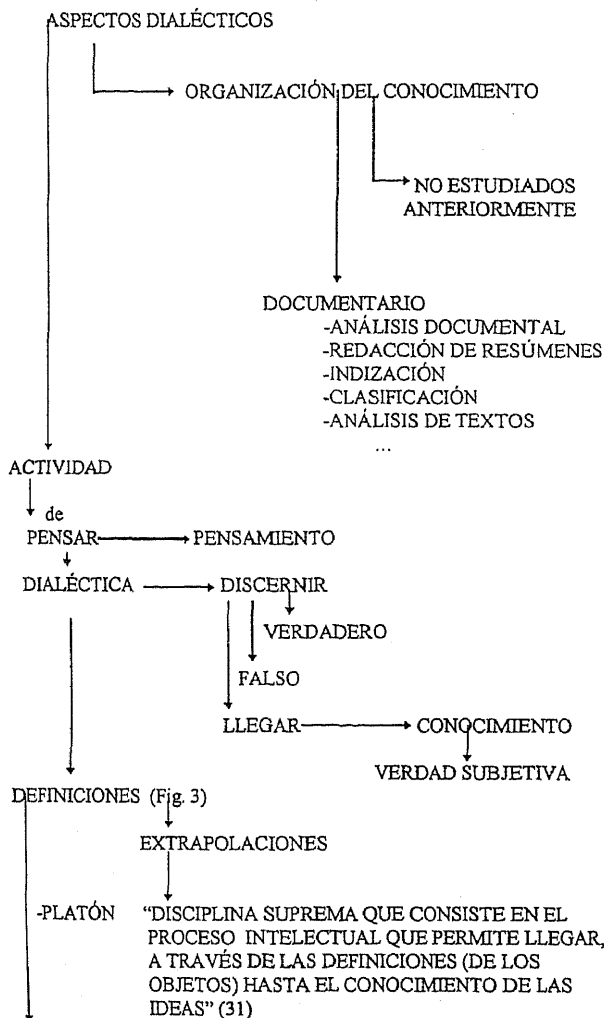 ASPECTOS DIALÉCTICOS
ORGANIZACIÓN DEL CONOCIMIENTO
NO ESTUDIADOS
ANTERIORMENTE
DOCUMENTARIO
-ANÁLISIS DOCUMENTAL
-REDACCIÓN DE RESÚMENES
-INDIZACIÓN
-CLASIFICACIÓN
-ANÁLISIS DE TEXTOS
...
ACTIVIDAD
de
PENSAR PENSAMIENTO
DIALÉCTICA DISCERNIR
VERDADERO
FALSO
LLEGAR CONOCIMIENTO
VERDAD SUBJETIVA
DEFINICIONES (Fig. 3)
EXTRAPOLACIONES
-PLATÓN "DISCIPLINA SUPREMA QUE CONSISTE EN EL
PROCESO INTELECTUAL QUE PERMITE LLEGAR,
A TRAVÉS DE LAS DEFINICIONES (DE LOS
OBJETOS) HASTA EL CONOCIMIENTO DE LAS
IDEAS" (31)